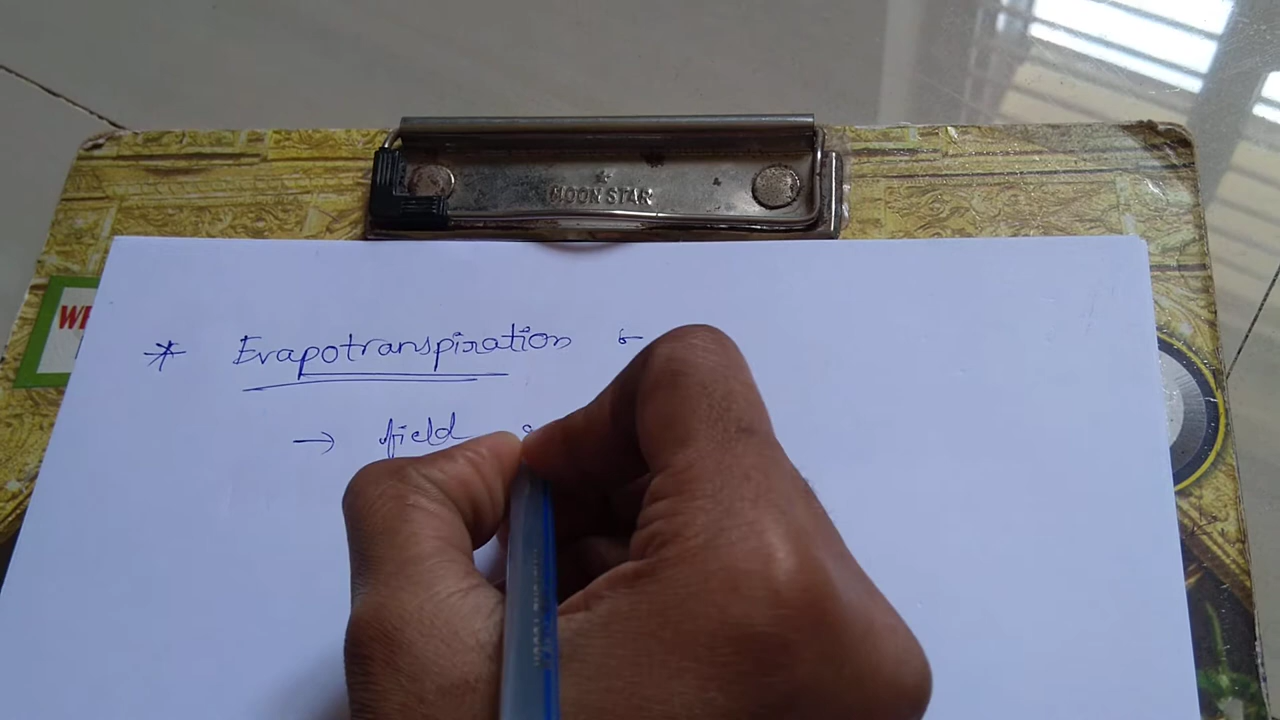 MOON STAR
* Evapotranspiration :-
→ field